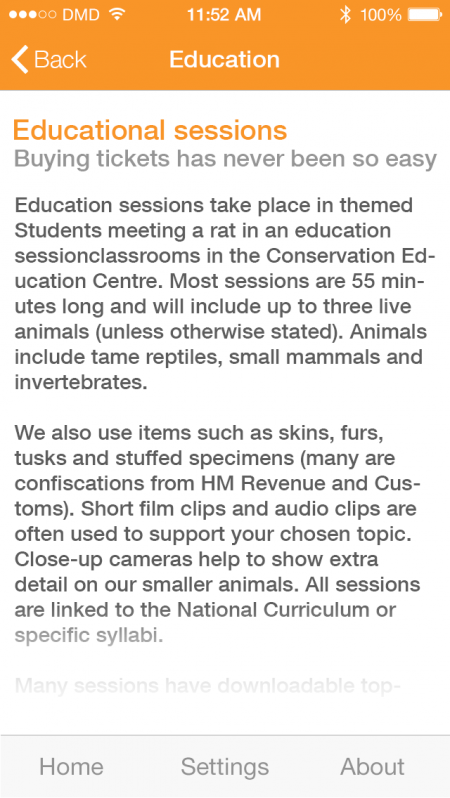 DMD 11:52 AM 100%
Back Education
Educational sessions
Buying tickets has never been so easy
Education sessions take place in themed
Students meeting a rat in an education
sessionclassrooms in the Conservation Ed-
ucation Centre. Most sessions are 55 min-
utes long and will include up to three live
animals (unless otherwise stated). Animals
include tame reptiles, small mammals and
invertebrates.
We also use items such as skins, furs,
tusks and stuffed specimens (many are
confiscations from HM Revenue and Cus-
toms). Short film clips and audio clips are
often used to support your chosen topic.
Close-up cameras help to show extra
detail on our smaller animals. All sessions
are linked to the National Curriculum or
specific syllabi.
Many sessions have downloadable top-
Home Settings About